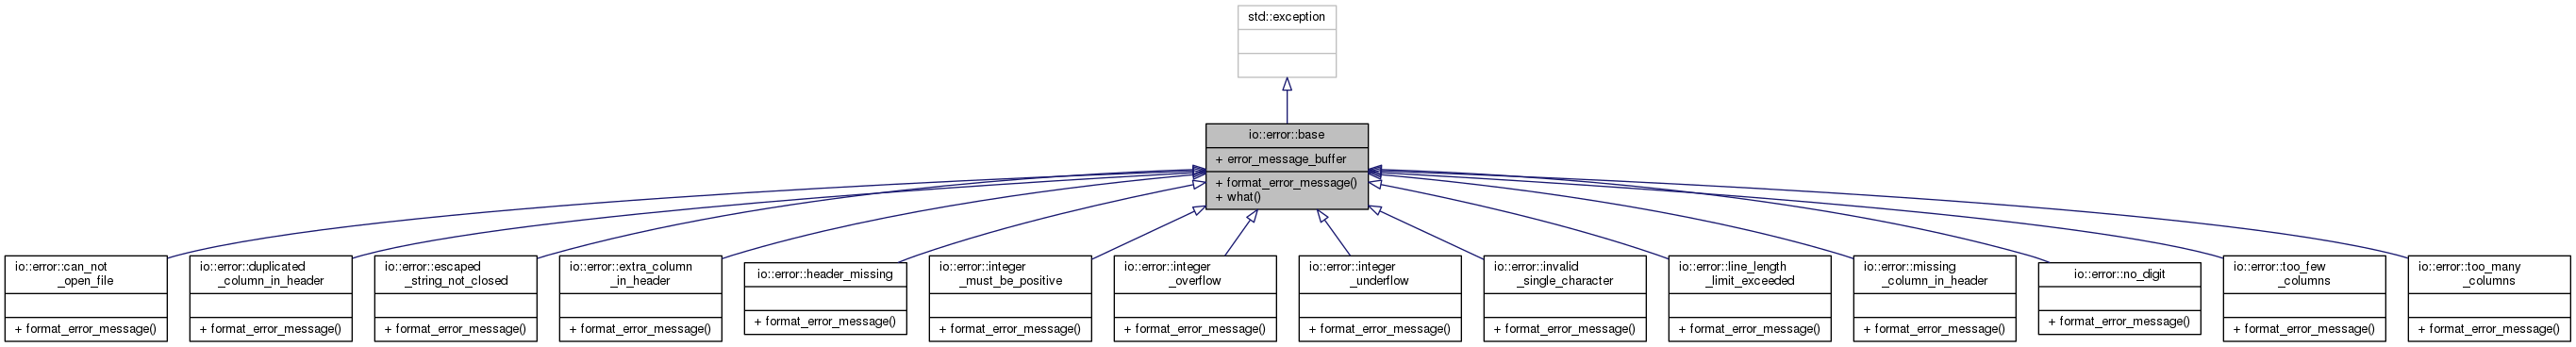 std::exception
io::error::base
+ error_message_buffer
+ format_error_message()
+ what()
io::error::can_not
_open_file
+ format_error_message()
io::error::duplicated
_column_in_header
+ format_error_message()
io::error::escaped
_string_not_closed
+ format_error_message()
io::error::extra_column
_in_header
+ format_error_message()
io::error::header_missing
+ format_error_message()
io::error::integer
_must_be_positive
+ format_error_message()
io::error::integer
_overflow
+ format_error_message()
io::error::integer
_underflow
+ format_error_message()
io::error::invalid
_single_character
+ format_error_message()
io::error::line_length
_limit_exceeded
+ format_error_message()
io::error::missing
_column_in_header
+ format_error_message()
io::error::no_digit
+ format_error_message()
io::error::too_few
_columns
+ format_error_message()
io::error::too_many
_columns
+ format_error_message()